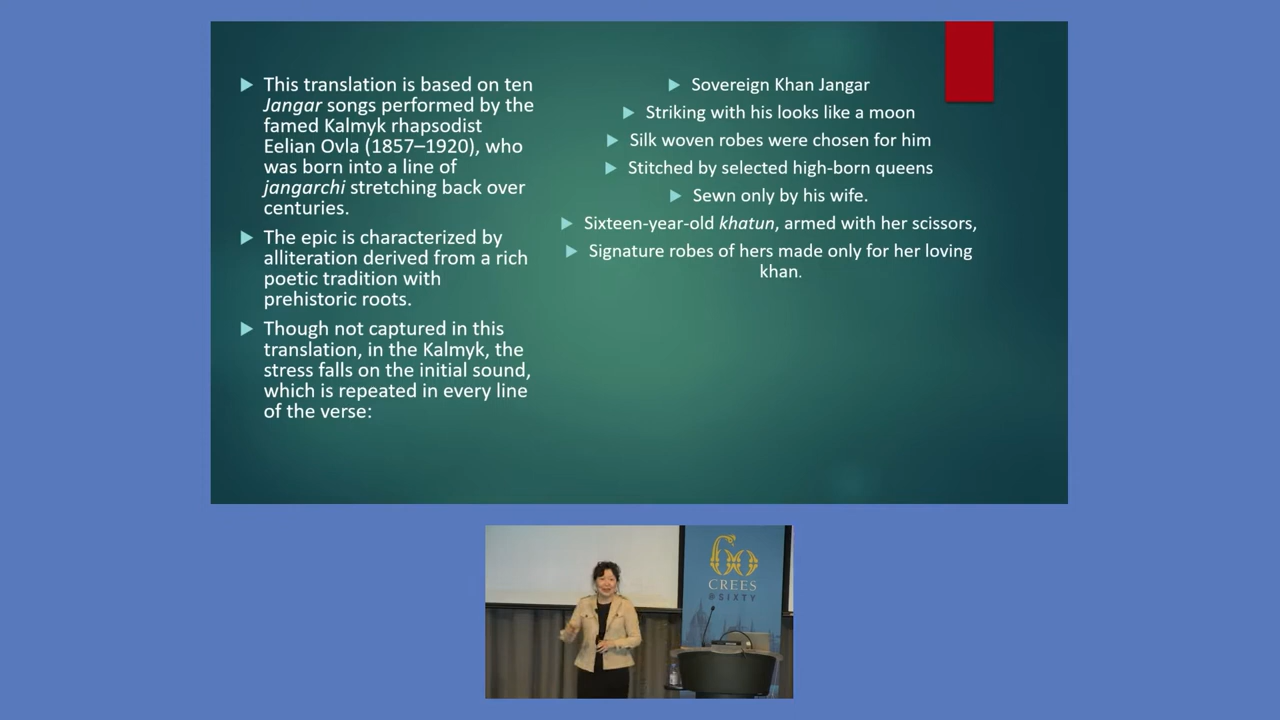 This translation is based on ten
Jangar songs performed by the
famed Kalmyk rhapsodist
Eelian Ovla (1857–1920), who
was born into a line of
jangarchi stretching back over
centuries.
The epic is characterized by
alliteration derived from a rich
poetic tradition with
prehistoric roots.
Though not captured in this
translation, in the Kalmyk, the
stress falls on the initial sound,
which is repeated in every line
of the verse:
Sovereign Khan Jangar
Striking with his looks like a moon
Silk woven robes were chosen for him
Stitched by selected high-born queens
Sewn only by his wife.
Sixteen-year-old khatun, armed with her scissors,
Signature robes of hers made only for her loving
khan.
60
CREES
@SIXTY